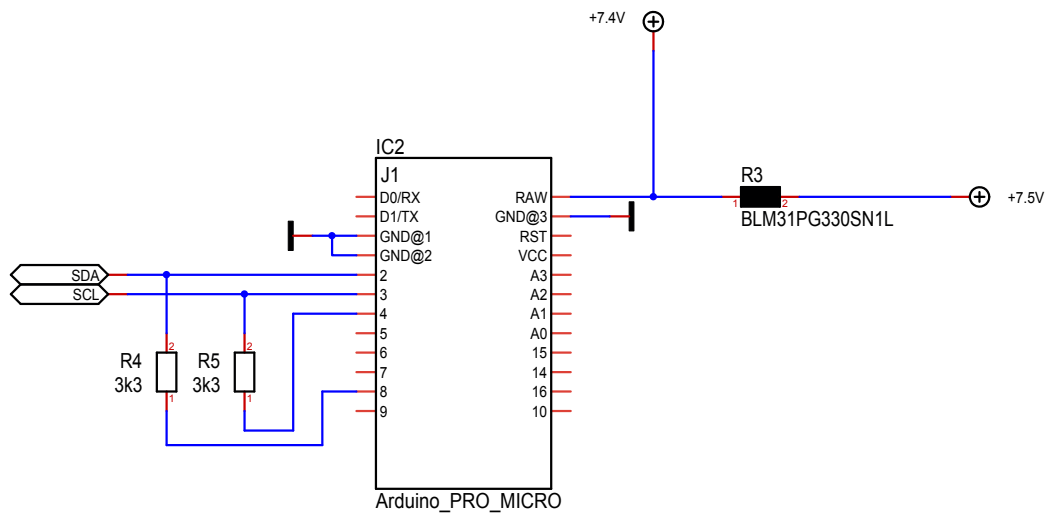 +7.4V
IC2
J1
D0/RX
D1/TX
GND@1
GND@2
2
3
4
5
6
7
8
9
RAW
GND@3
RST
VCC
A3
A2
A1
A0
15
14
16
10
Arduino_PRO_MICRO
R3
1 2
BLM31PG330SN1L
+7.5V
SDA
SCL
R4
3k3
2
1
R5
3k3
2
1